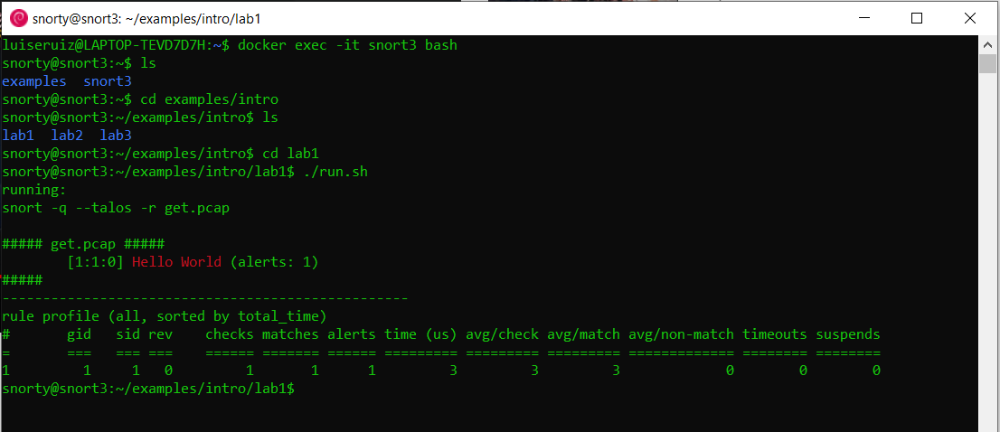 snorty@snort3: ~/examples/intro/lab1
luiseruiz@LAPTOP-TEVD7D7H:~$ docker exec -it snort3 bash
snorty@snort3:~$ ls
examples  snort3
snorty@snort3:~$ cd examples/intro
snorty@snort3:~/examples/intro$ ls
lab1  lab2  lab3
snorty@snort3:~/examples/intro$ cd lab1
snorty@snort3:~/examples/intro/lab1$ ./run.sh
running:
snort -q --talos -r get.pcap

##### get.pcap #####
        [1:1:0] Hello World (alerts: 1)
#####
--------------------------------------------------
rule profile (all, sorted by total_time)
#       gid   sid rev    checks matches alerts time (us) avg/check avg/match avg/non-match timeouts suspends
=       ===   === ===    ====== ======= ====== ========= ========= ========= ============= ======== ========
1         1     1   0         1       1      1         3         3         3             0        0        0
snorty@snort3:~/examples/intro/lab1$